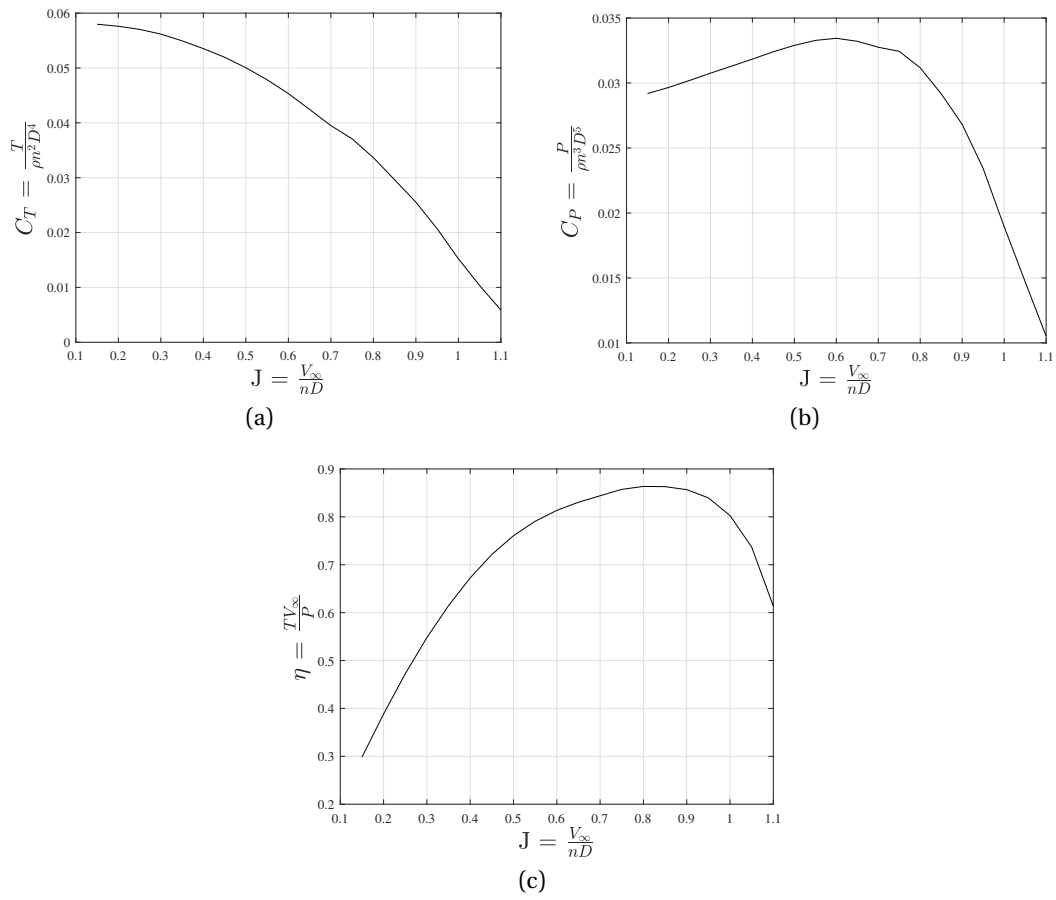 0.06
0.05
0.04
0.03
0.02
0.01
0
C_T = T / ρn²D⁴
0.1 0.2 0.3 0.4 0.5 0.6 0.7 0.8 0.9 1 1.1
J = V∞ / nD
(a)
0.035
0.03
0.025
0.02
0.015
0.01
C_P = P / ρn³D⁵
0.1 0.2 0.3 0.4 0.5 0.6 0.7 0.8 0.9 1 1.1
J = V∞ / nD
(b)
0.9
0.8
0.7
0.6
0.5
0.4
0.3
0.2
η = TV∞ / P
0.1 0.2 0.3 0.4 0.5 0.6 0.7 0.8 0.9 1 1.1
J = V∞ / nD
(c)